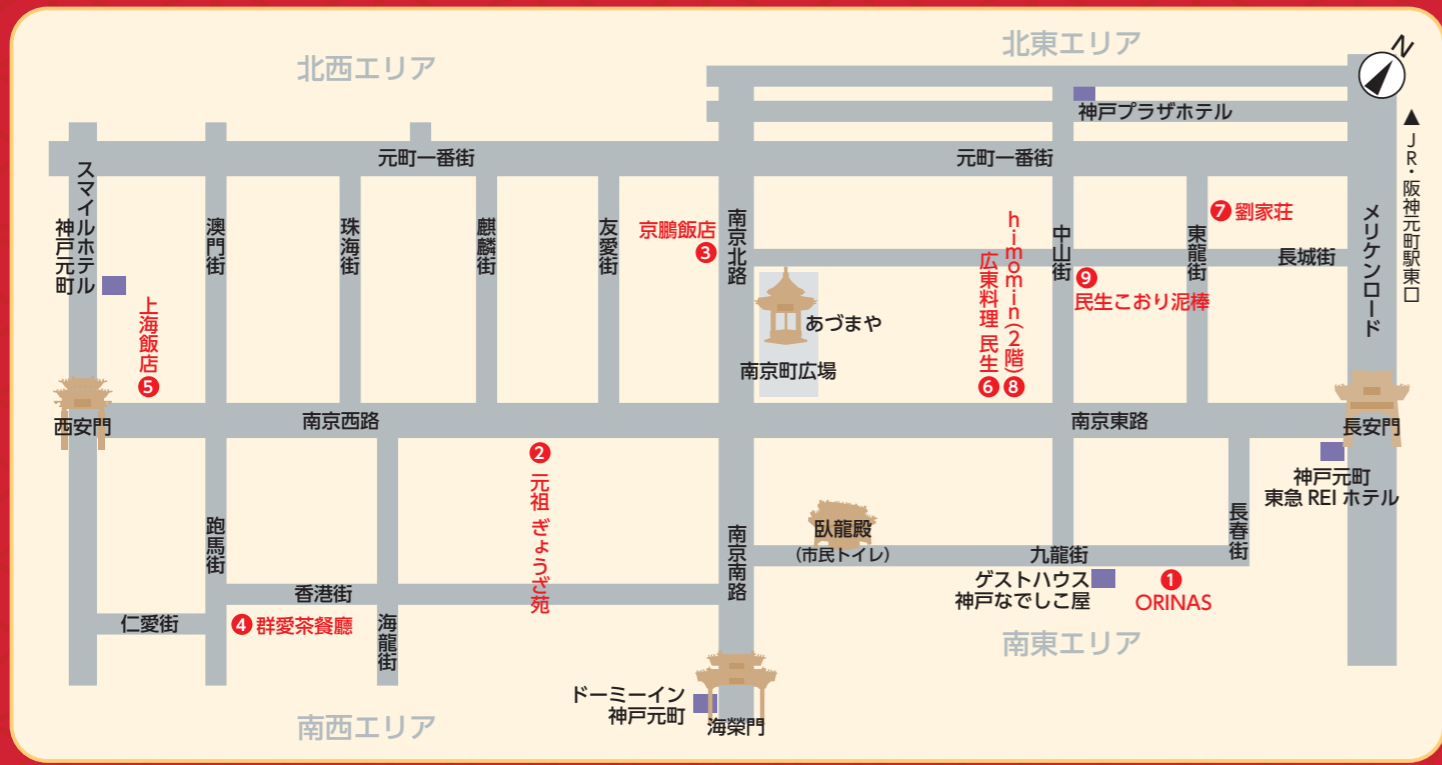 北西エリア
北東エリア
N
▲JR・阪神元町駅東口
神戸プラザホテル
元町一番街
元町一番街
スマイルホテル
神戸元町
澳門街
珠海街
麒麟街
友愛街
京鵬飯店
❸
南京北路
himomin(2階)❽
広東料理 民生❻
中山街
東龍街
❼劉家荘
長城街
メリケンロード
❾
民生こおり泥棒
あづまや
南京町広場
上海飯店❺
西安門
南京西路
南京東路
長安門
神戸元町
東急 REI ホテル
❷元祖 ぎょうざ苑
臥龍殿
（市民トイレ）
跑馬街
南京南路
九龍街
長春街
ゲストハウス
神戸なでしこ屋
❶
ORINAS
香港街
仁愛街
❹群愛茶餐廳
海龍街
南東エリア
ドーミーイン
神戸元町
海榮門
南西エリア